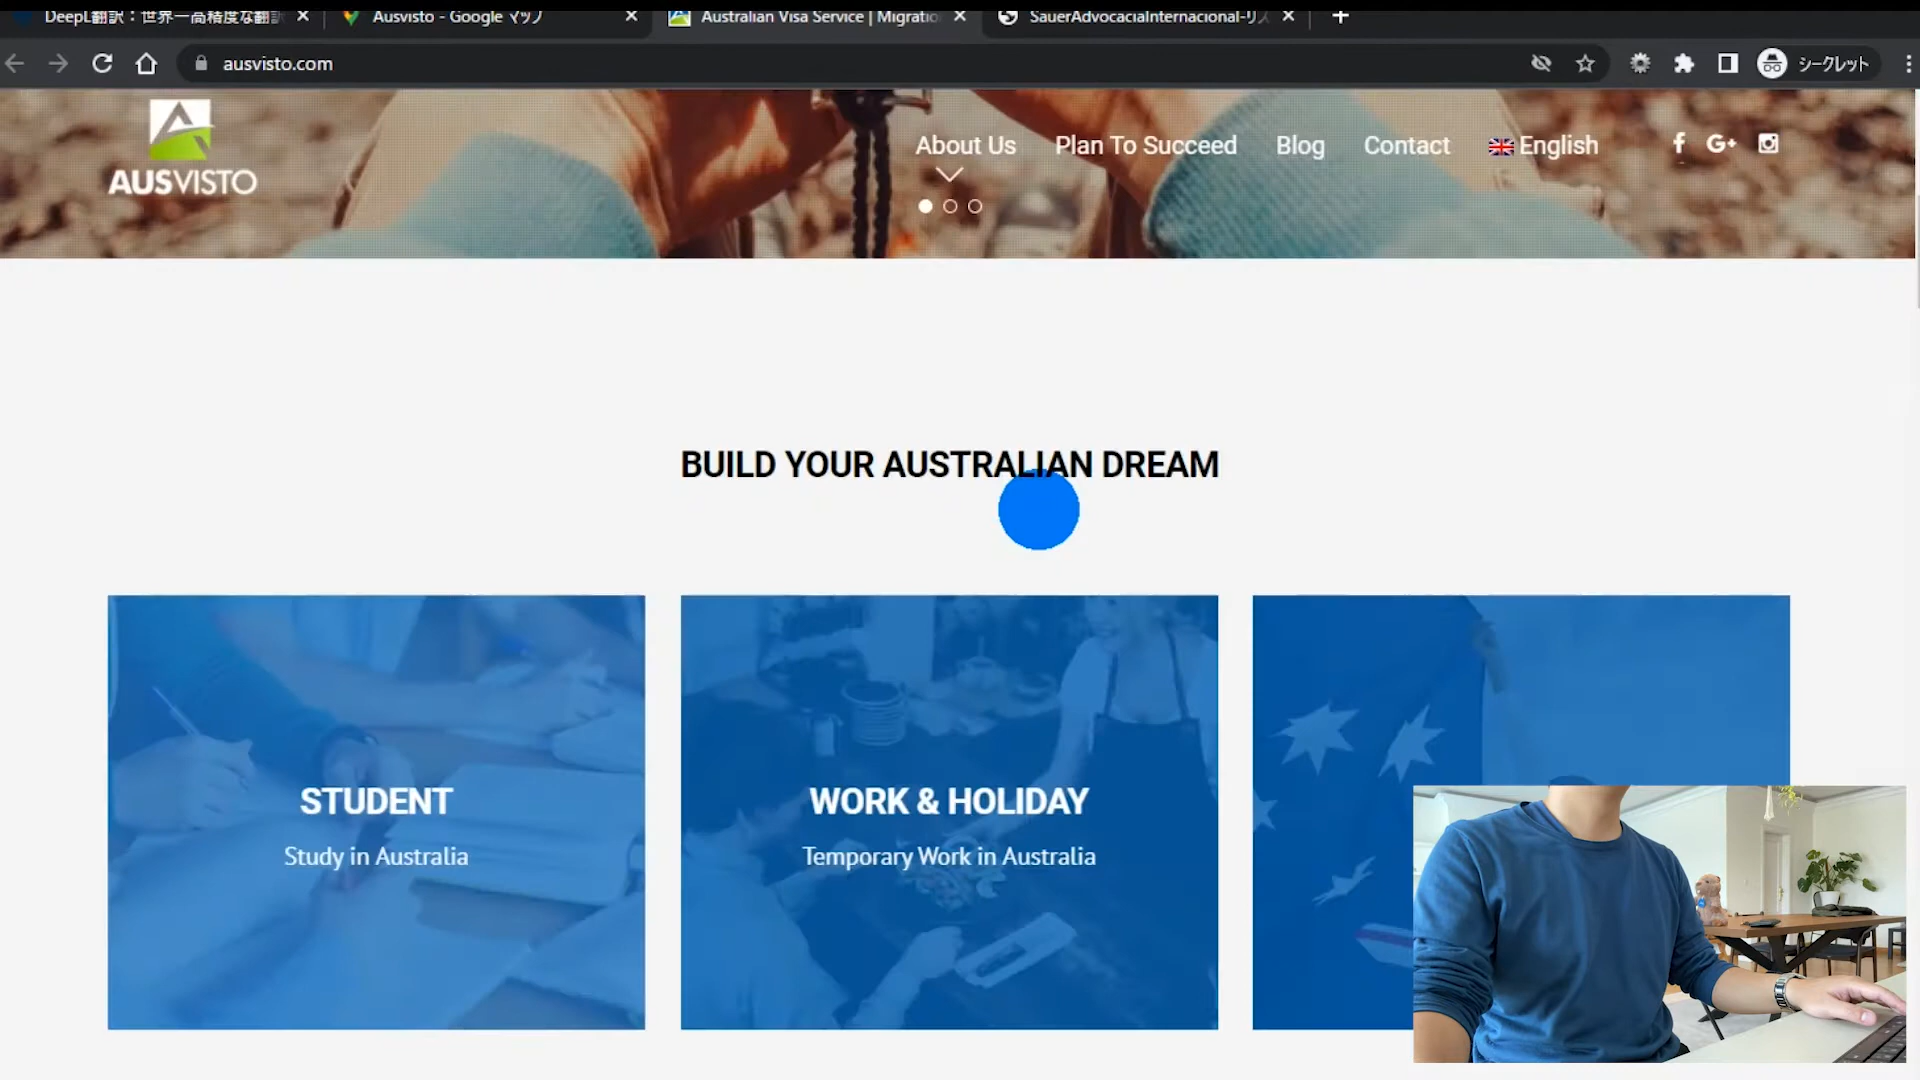 DeepL翻訳：世界一高精度な翻訳
Ausvisto - Google マップ
Australian Visa Service | Migratio
SauerAdvocaciaInternacional-リス
ausvisto.com
シークレット
AUSVISTO
About Us
Plan To Succeed
Blog
Contact
English
f
G+
BUILD YOUR AUSTRALIAN DREAM
STUDENT
Study in Australia
WORK & HOLIDAY
Temporary Work in Australia